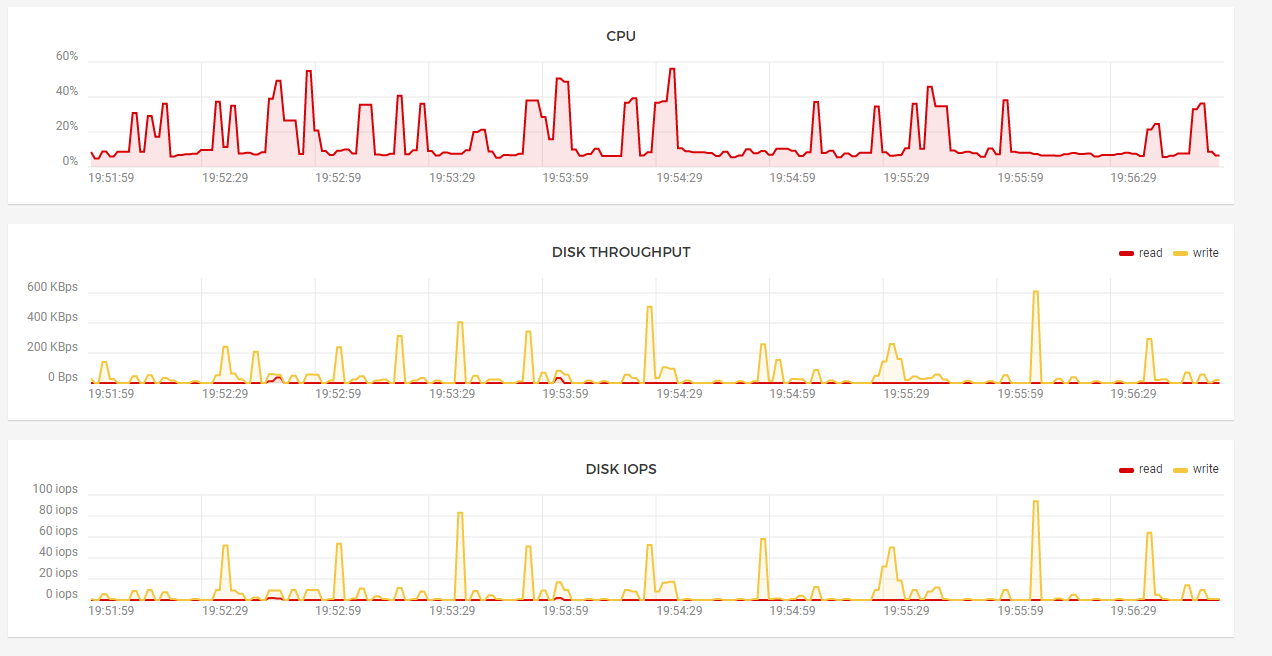 CPU
60%
40%
20%
0%
19:51:59 19:52:29 19:52:59 19:53:29 19:53:59 19:54:29 19:54:59 19:55:29 19:55:59 19:56:29
DISK THROUGHPUT
read write
600 KBps
400 KBps
200 KBps
0 Bps
19:51:59 19:52:29 19:52:59 19:53:29 19:53:59 19:54:29 19:54:59 19:55:29 19:55:59 19:56:29
DISK IOPS
read write
100 iops
80 iops
60 iops
40 iops
20 iops
0 iops
19:51:59 19:52:29 19:52:59 19:53:29 19:53:59 19:54:29 19:54:59 19:55:29 19:55:59 19:56:29